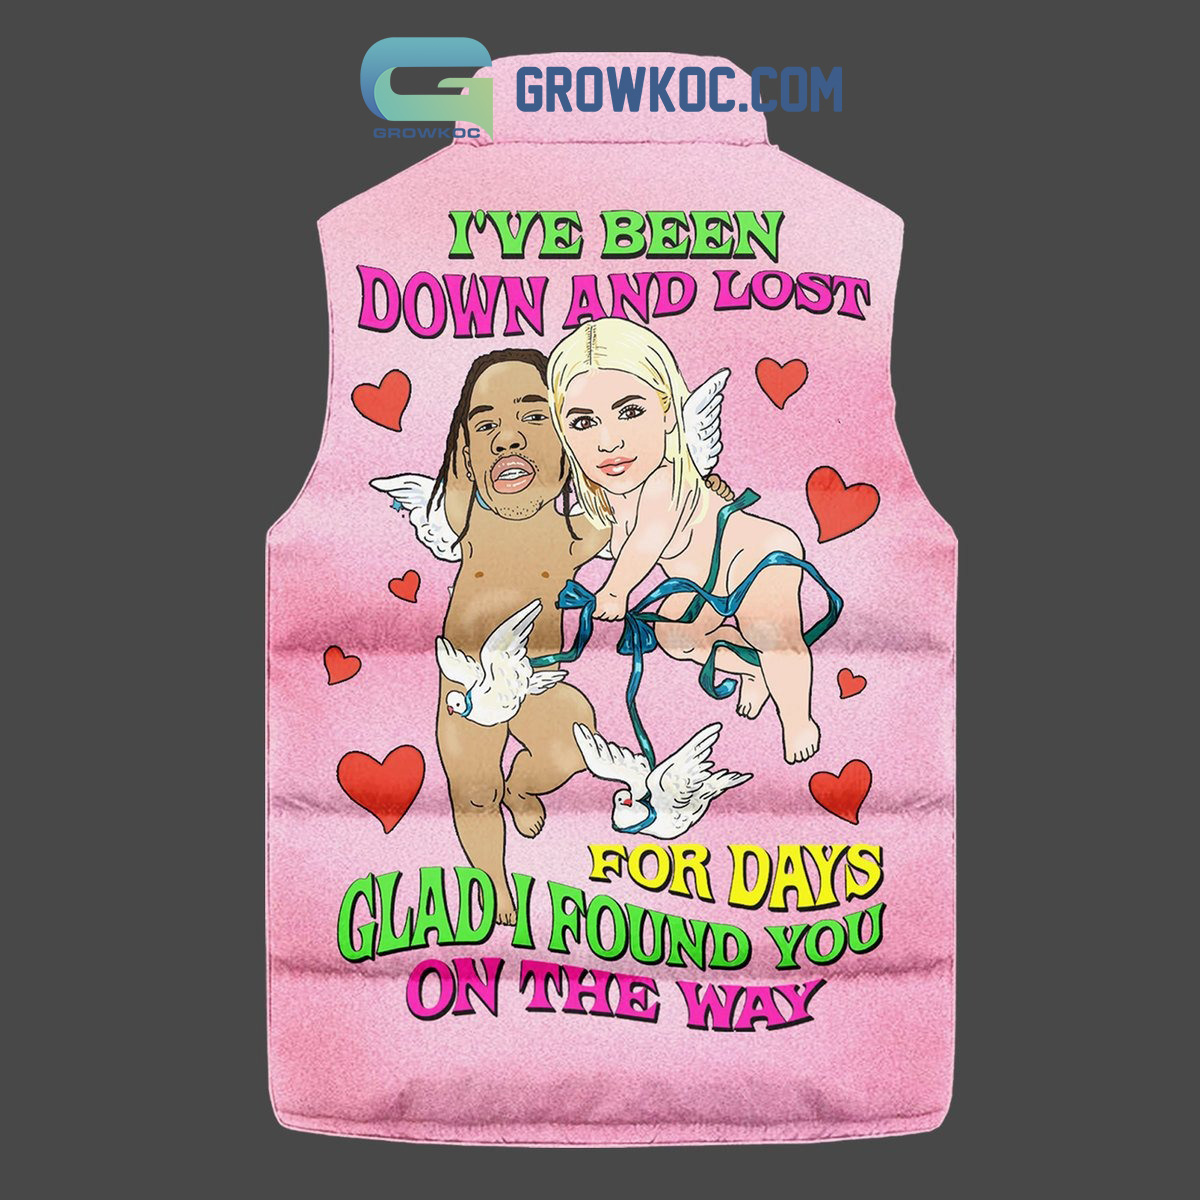 GROWKOC.COM
GROWKOC
I'VE BEEN
DOWN AND LOST
FOR DAYS
GLAD I FOUND YOU
ON THE WAY